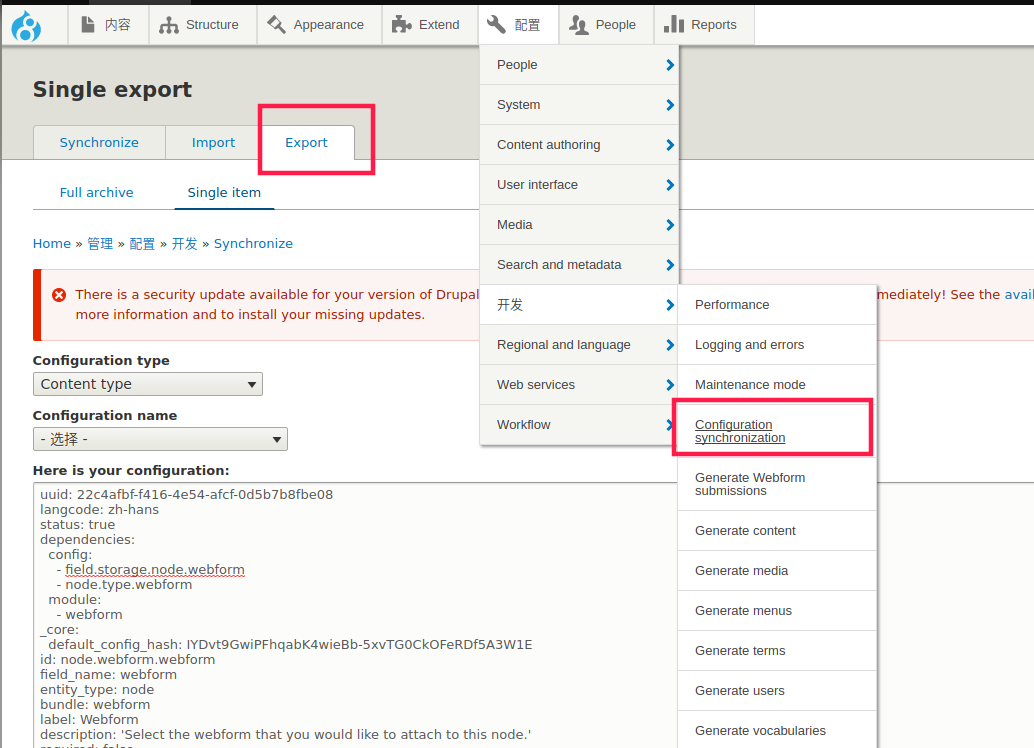 内容
Structure
Appearance
Extend
配置
People
Reports
Single export
Synchronize
Import
Export
Full archive
Single item
Home » 管理 » 配置 » 开发 » Synchronize
There is a security update available for your version of Drupal
mediately! See the avail
more information and to install your missing updates.
Configuration type
Content type
Configuration name
- 选择 -
Here is your configuration:
uuid: 22c4afbf-f416-4e54-afcf-0d5b7b8fbe08
langcode: zh-hans
status: true
dependencies:
config:
- field.storage.node.webform
- node.type.webform
module:
- webform
_core:
default_config_hash: IYDvt9GwiPFhqabK4wieBb-5xvTG0CkOFeRDf5A3W1E
id: node.webform.webform
field_name: webform
entity_type: node
bundle: webform
label: Webform
description: 'Select the webform that you would like to attach to this node.'
required: false
People
System
Content authoring
User interface
Media
Search and metadata
开发
Regional and language
Web services
Workflow
Performance
Logging and errors
Maintenance mode
Configuration
synchronization
Generate Webform
submissions
Generate content
Generate media
Generate menus
Generate terms
Generate users
Generate vocabularies